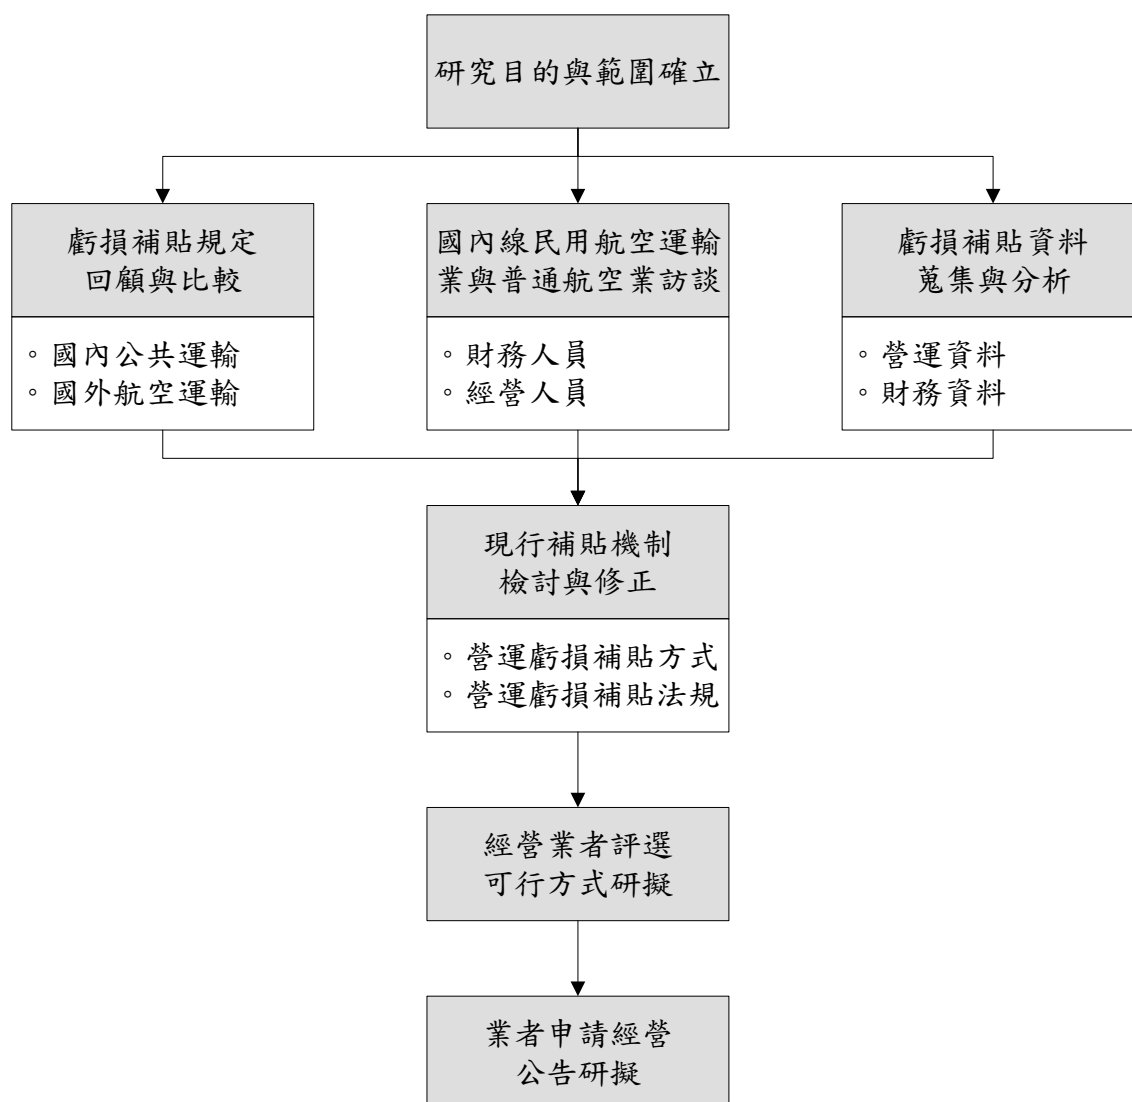 研究目的與範圍確立
虧損補貼規定
回顧與比較
。國內公共運輸
。國外航空運輸
國內線民用航空運輸
業與普通航空業訪談
。財務人員
。經營人員
虧損補貼資料
蒐集與分析
。營運資料
。財務資料
現行補貼機制
檢討與修正
。營運虧損補貼方式
。營運虧損補貼法規
經營業者評選
可行方式研擬
業者申請經營
公告研擬